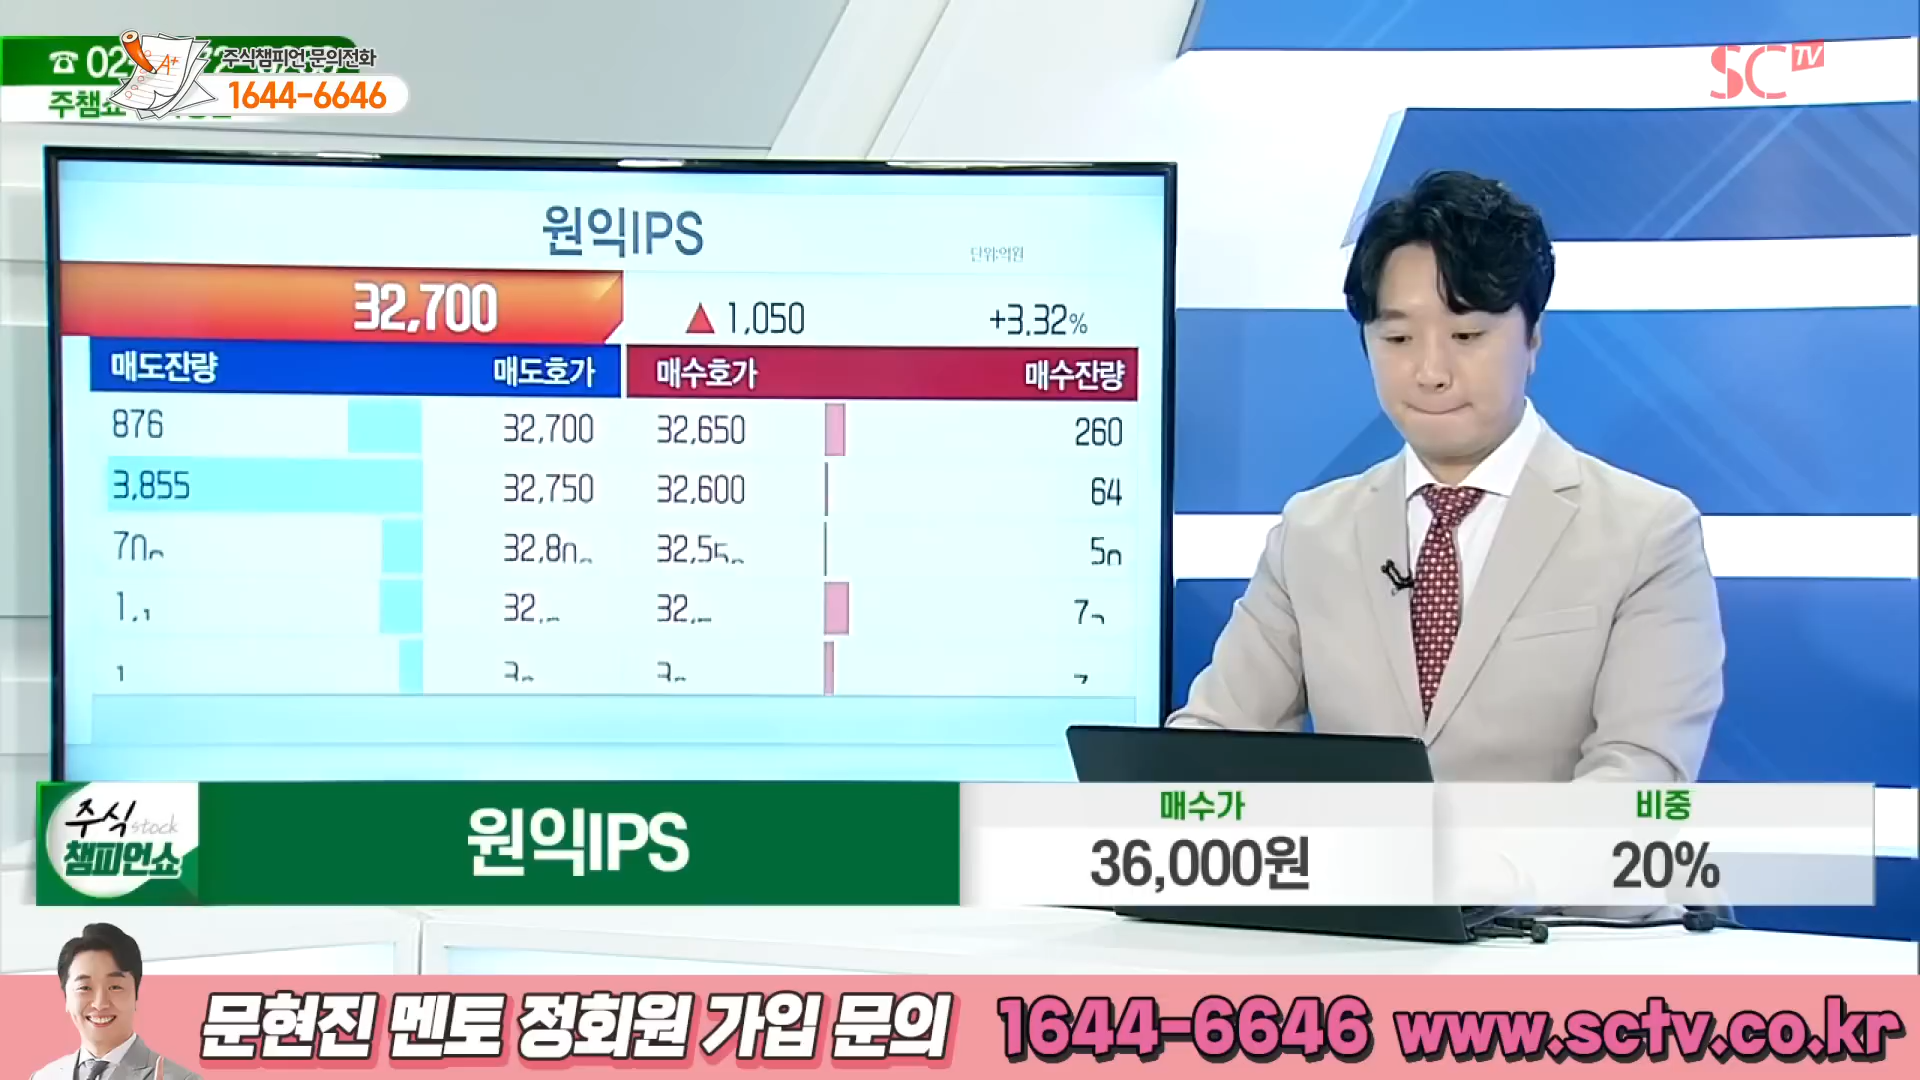 주식챔피언 문의전화
1644-6646
SC TV
원익IPS
단위:억원
32,700 ▲ 1,050 +3.32%
매도잔량 매도호가 매수호가 매수잔량
876 32,700 32,650 260
3,855 32,750 32,600 64
주식 stock
챔피언쇼
원익IPS
매수가
36,000원
비중
20%
문현진 멘토 정회원 가입 문의 1644-6646 www.sctv.co.kr